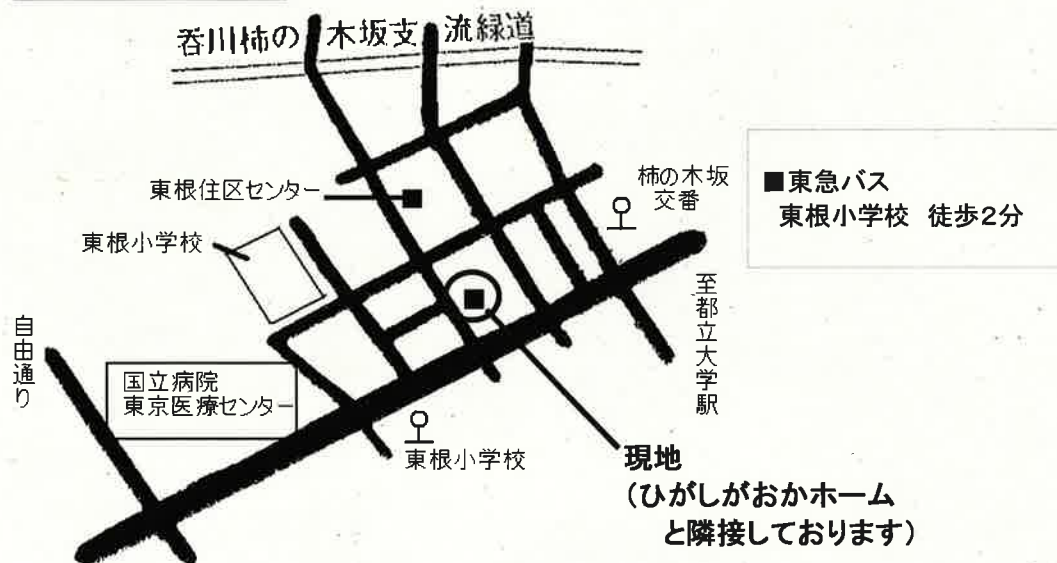 呑川柿の木坂支流緑道
東根住区センター
柿の木坂
交番
■東急バス
東根小学校 徒歩2分
東根小学校
至都立大学駅
自由通り
国立病院
東京医療センター
東根小学校
現地
(ひがしがおかホーム
と隣接しております)